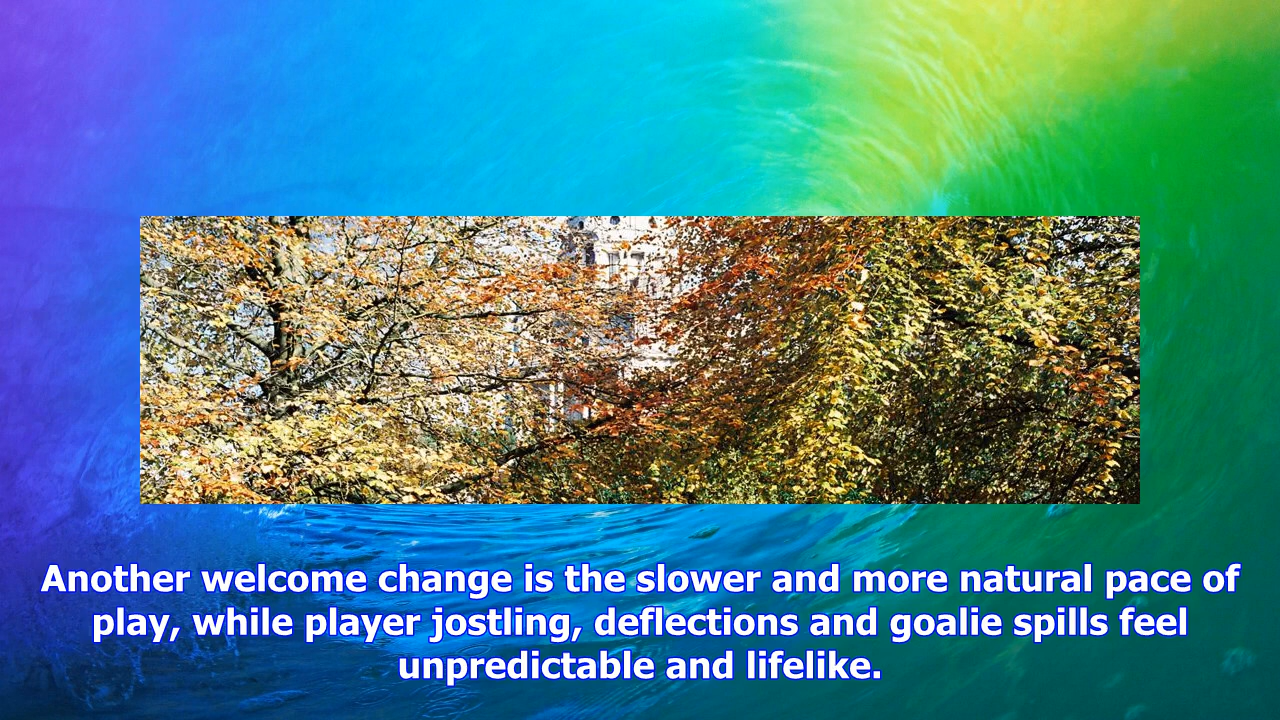 Another welcome change is the slower and more natural pace of
play, while player jostling, deflections and goalie spills feel
unpredictable and lifelike.